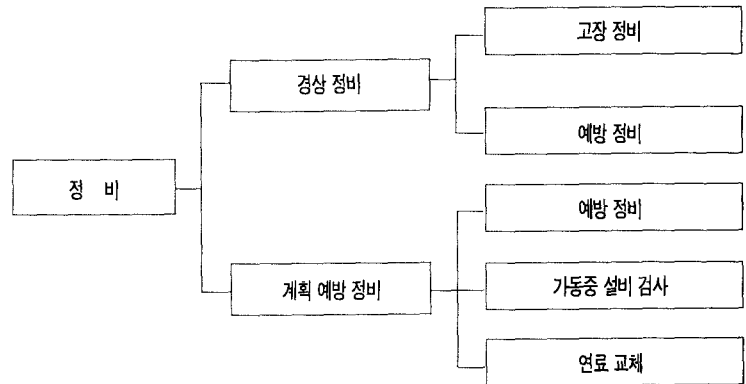 고장 정비
경상 정비
예방 정비
정 비
예방 정비
계획 예방 정비
가동중 설비 검사
연료 교체